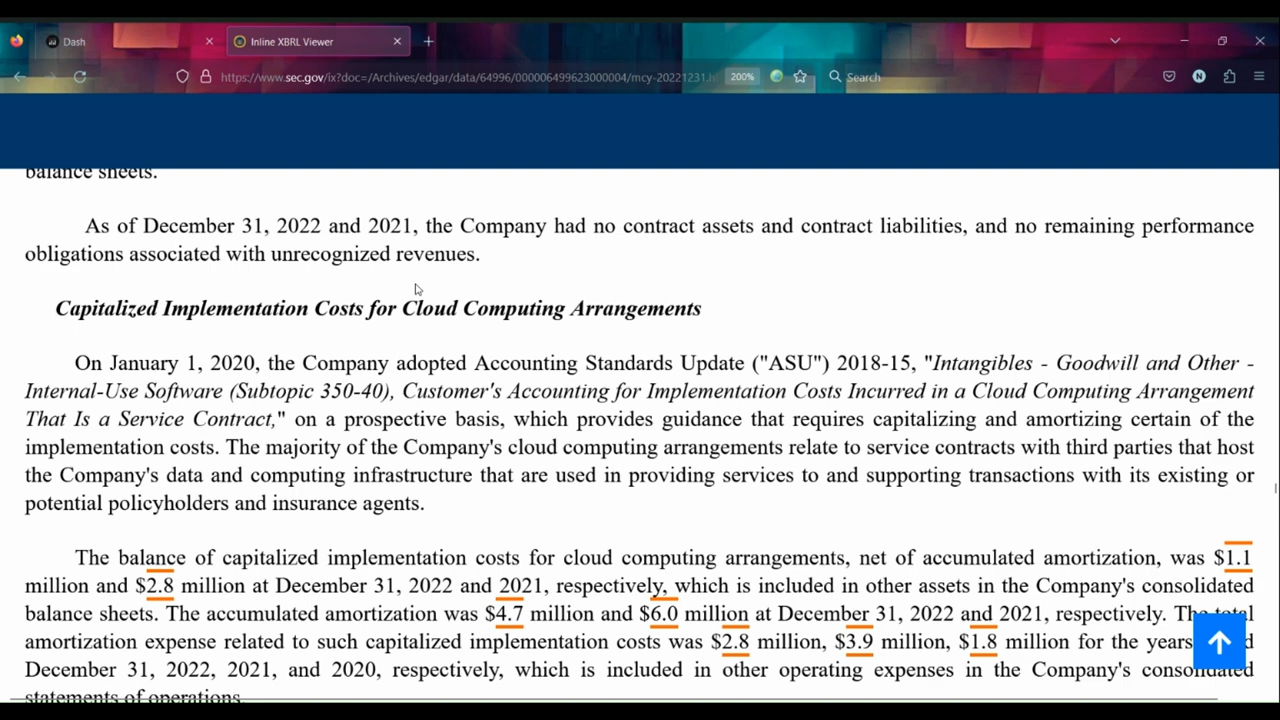 Dash
Inline XBRL Viewer
https://www.sec.gov/ix?doc=/Archives/edgar/data/64996/000006499623000004/mcy-20221231.
200%
Search
N
balance sheets.
As of December 31, 2022 and 2021, the Company had no contract assets and contract liabilities, and no remaining performance
obligations associated with unrecognized revenues.
Capitalized Implementation Costs for Cloud Computing Arrangements
On January 1, 2020, the Company adopted Accounting Standards Update ("ASU") 2018-15, "Intangibles - Goodwill and Other -
Internal-Use Software (Subtopic 350-40), Customer's Accounting for Implementation Costs Incurred in a Cloud Computing Arrangement
That Is a Service Contract," on a prospective basis, which provides guidance that requires capitalizing and amortizing certain of the
implementation costs. The majority of the Company's cloud computing arrangements relate to service contracts with third parties that host
the Company's data and computing infrastructure that are used in providing services to and supporting transactions with its existing or
potential policyholders and insurance agents.
The balance of capitalized implementation costs for cloud computing arrangements, net of accumulated amortization, was $1.1
million and $2.8 million at December 31, 2022 and 2021, respectively, which is included in other assets in the Company's consolidated
balance sheets. The accumulated amortization was $4.7 million and $6.0 million at December 31, 2022 and 2021, respectively. The total
amortization expense related to such capitalized implementation costs was $2.8 million, $3.9 million, $1.8 million for the years
December 31, 2022, 2021, and 2020, respectively, which is included in other operating expenses in the Company's consolidated
statements of operations.